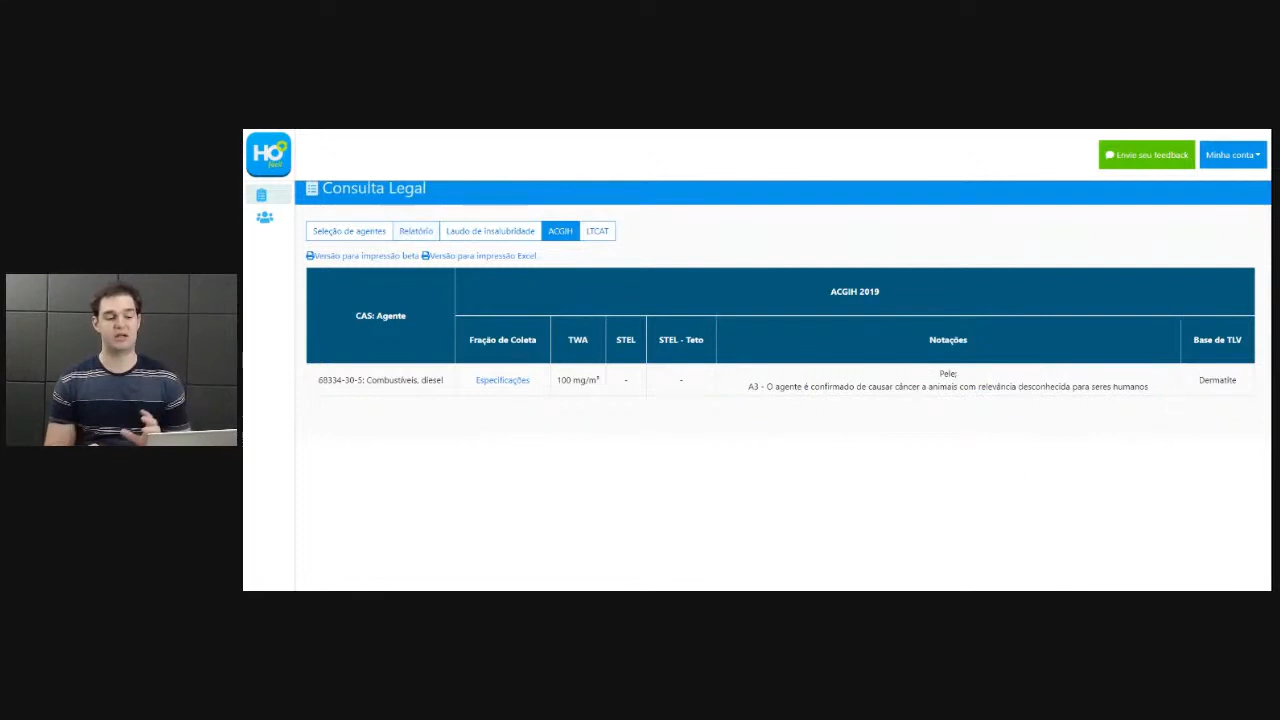 HO
Envie seu feedback
Minha conta
Consulta Legal
Seleção de agentes
Relatório
Laudo de insalubridade
ACGIH
LTCAT
Versão para impressão beta
Versão para impressão Excel
CAS: Agente
ACGIH 2019
Fração de Coleta
TWA
STEL
STEL - Teto
Notações
Base de TLV
68334-30-5: Combustíveis, diesel
Especificações
100 mg/m³
-
-
Pele;
A3 - O agente é confirmado de causar câncer a animais com relevância desconhecida para seres humanos
Dermatite